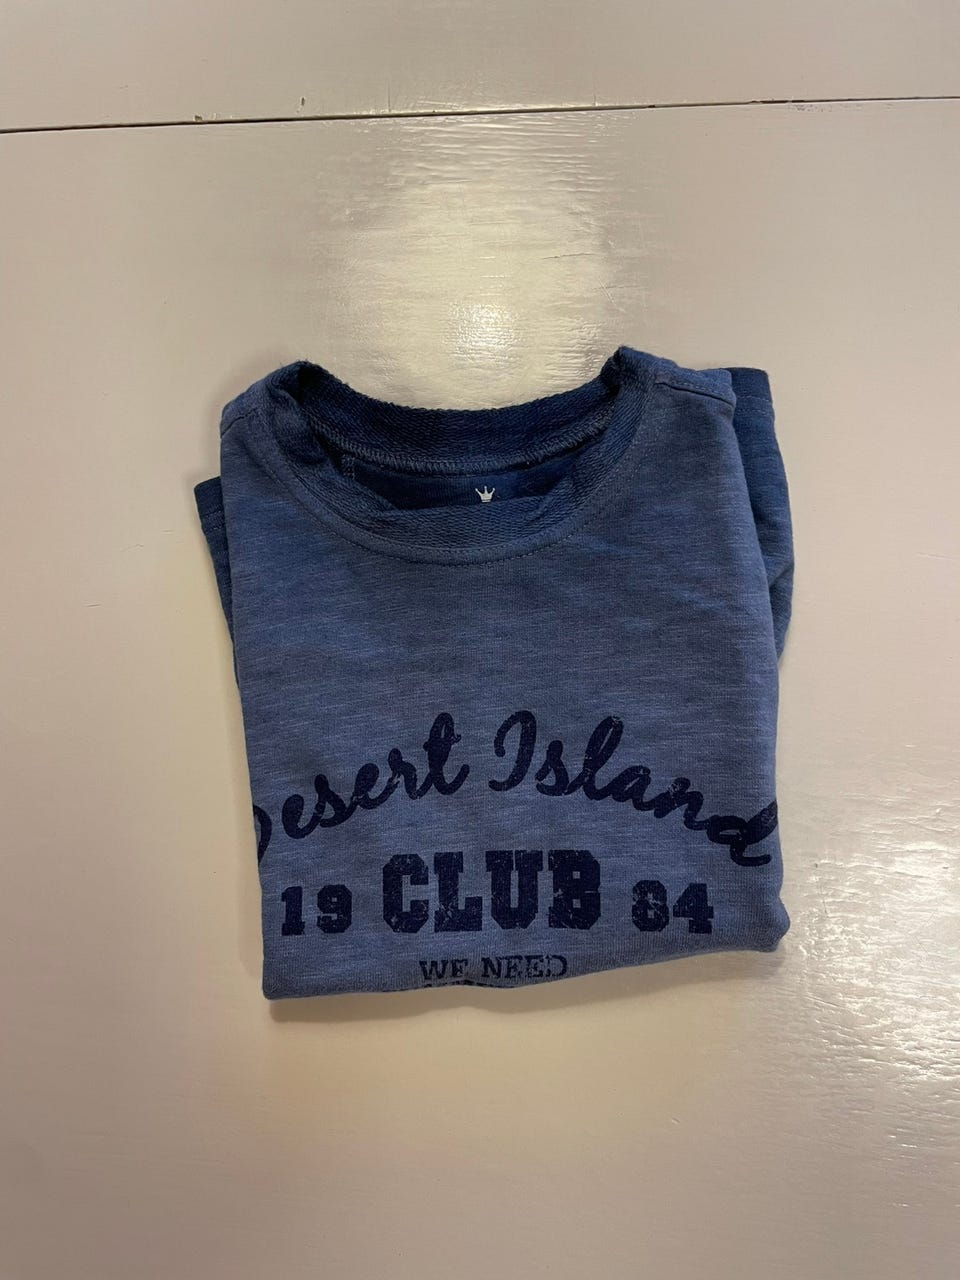 Desert Island
19 CLUB 84
WE NEED